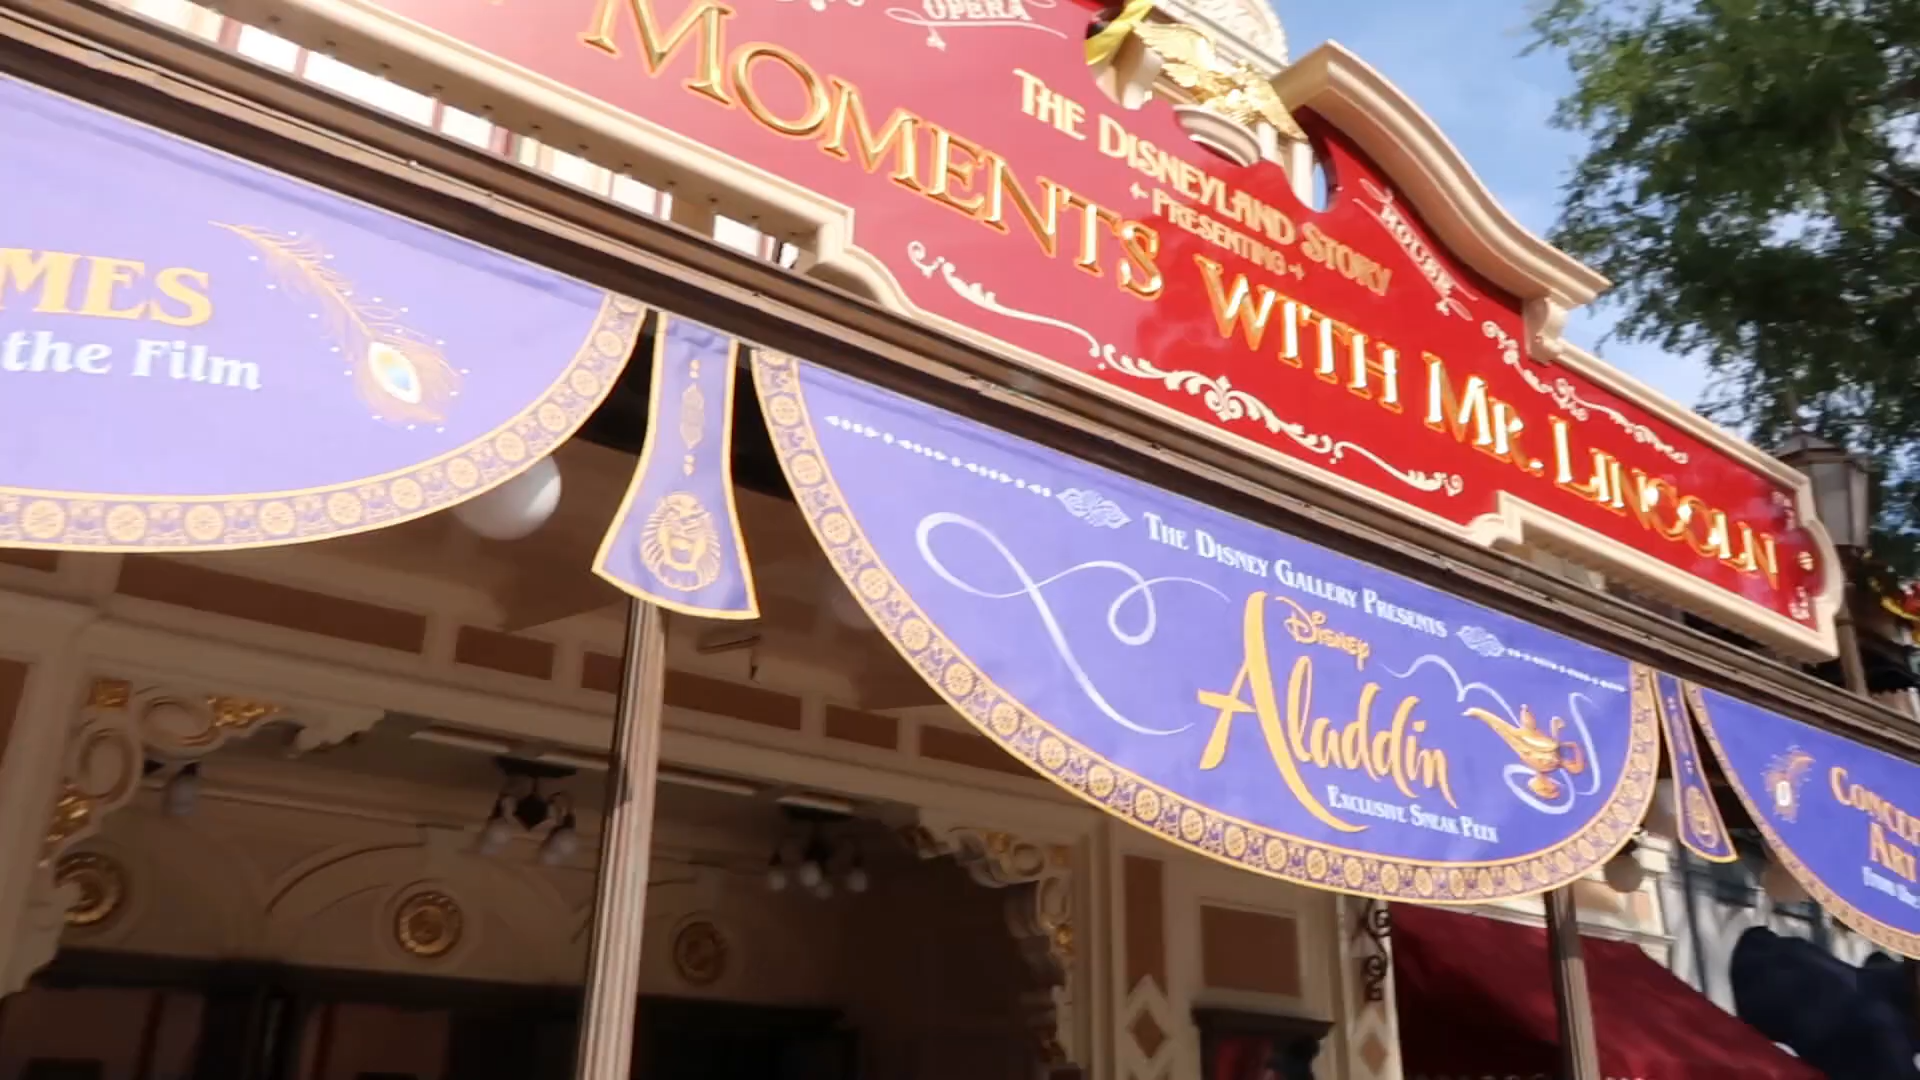 OPERA
HOUSE
THE DISNEYLAND STORY
PRESENTING
MOMENTS WITH MR. LINCOLN
MES
the Film
THE DISNEY GALLERY PRESENTS
DISNEY
Aladdin
EXCLUSIVE SNEAK PEEK
CONCEP
ART